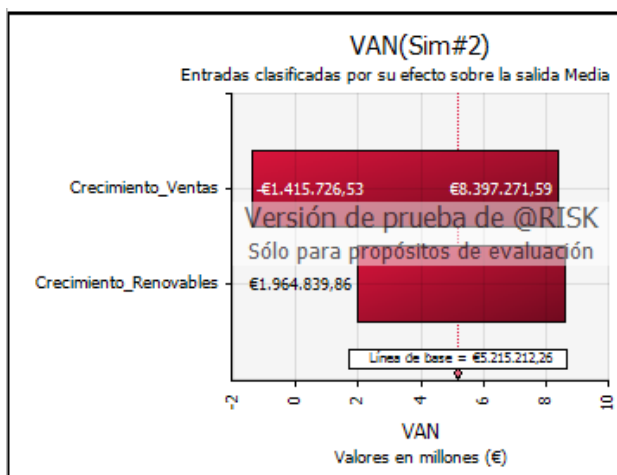 VAN(Sim#2)
Entradas clasificadas por su efecto sobre la salida Media
Crecimiento_Ventas
-€1.415.726,53
€8.397.271,59
Versión de prueba de @RISK
Sólo para propósitos de evaluación
Crecimiento_Renovables
€1.964.839,86
Línea de base = €5.215.212,26
-2
0
2
4
6
8
10
VAN
Valores en millones (€)